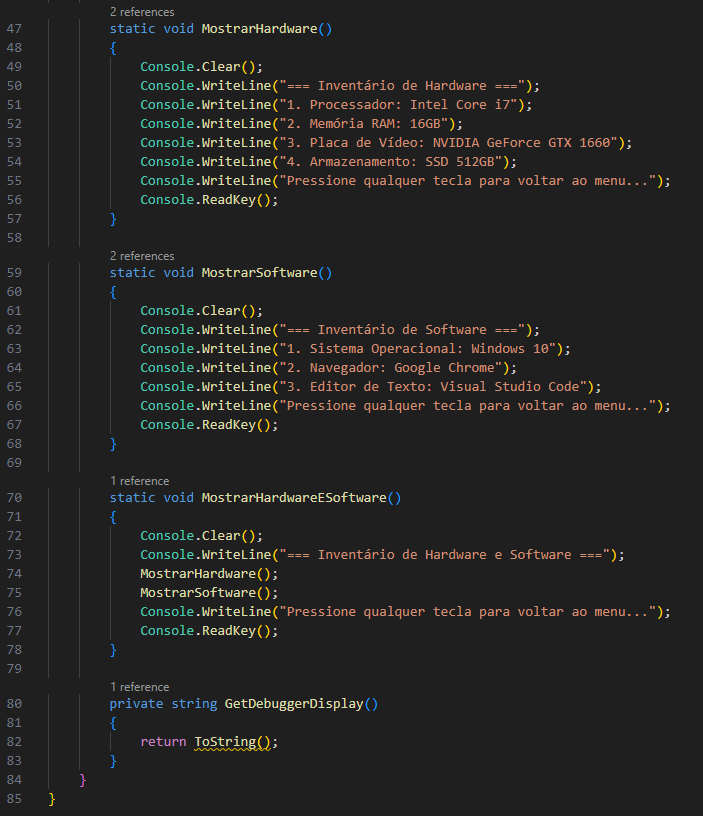 2 references
47 static void MostrarHardware()
48 {
49 Console.Clear();
50 Console.WriteLine("=== Inventário de Hardware ===");
51 Console.WriteLine("1. Processador: Intel Core i7");
52 Console.WriteLine("2. Memória RAM: 16GB");
53 Console.WriteLine("3. Placa de Vídeo: NVIDIA GeForce GTX 1660");
54 Console.WriteLine("4. Armazenamento: SSD 512GB");
55 Console.WriteLine("Pressione qualquer tecla para voltar ao menu...");
56 Console.ReadKey();
57 }
58
2 references
59 static void MostrarSoftware()
60 {
61 Console.Clear();
62 Console.WriteLine("=== Inventário de Software ===");
63 Console.WriteLine("1. Sistema Operacional: Windows 10");
64 Console.WriteLine("2. Navegador: Google Chrome");
65 Console.WriteLine("3. Editor de Texto: Visual Studio Code");
66 Console.WriteLine("Pressione qualquer tecla para voltar ao menu...");
67 Console.ReadKey();
68 }
69
1 reference
70 static void MostrarHardwareESoftware()
71 {
72 Console.Clear();
73 Console.WriteLine("=== Inventário de Hardware e Software ===");
74 MostrarHardware();
75 MostrarSoftware();
76 Console.WriteLine("Pressione qualquer tecla para voltar ao menu...");
77 Console.ReadKey();
78 }
79
1 reference
80 private string GetDebuggerDisplay()
81 {
82 return ToString();
83 }
84 }
85 }